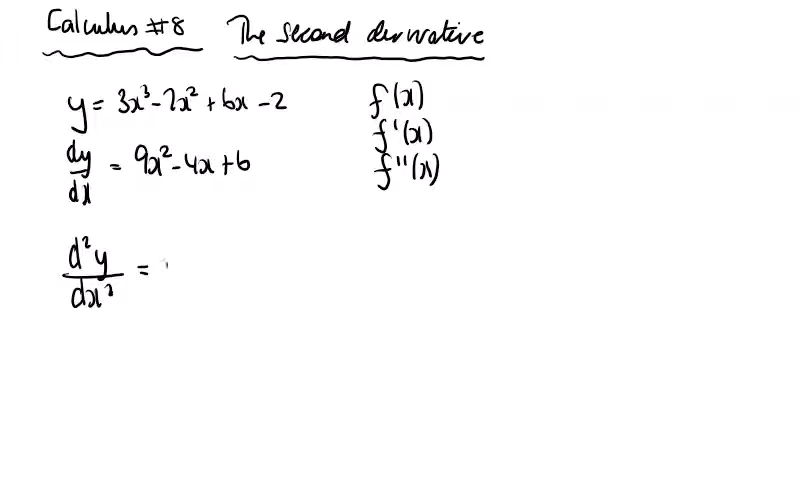 Calculus #8 The second derivative
y = 3x³ - 2x² + 6x - 2 f(x)
f'(x)
dy/dx = 9x² - 4x + 6
f''(x)
d²y/dx² =